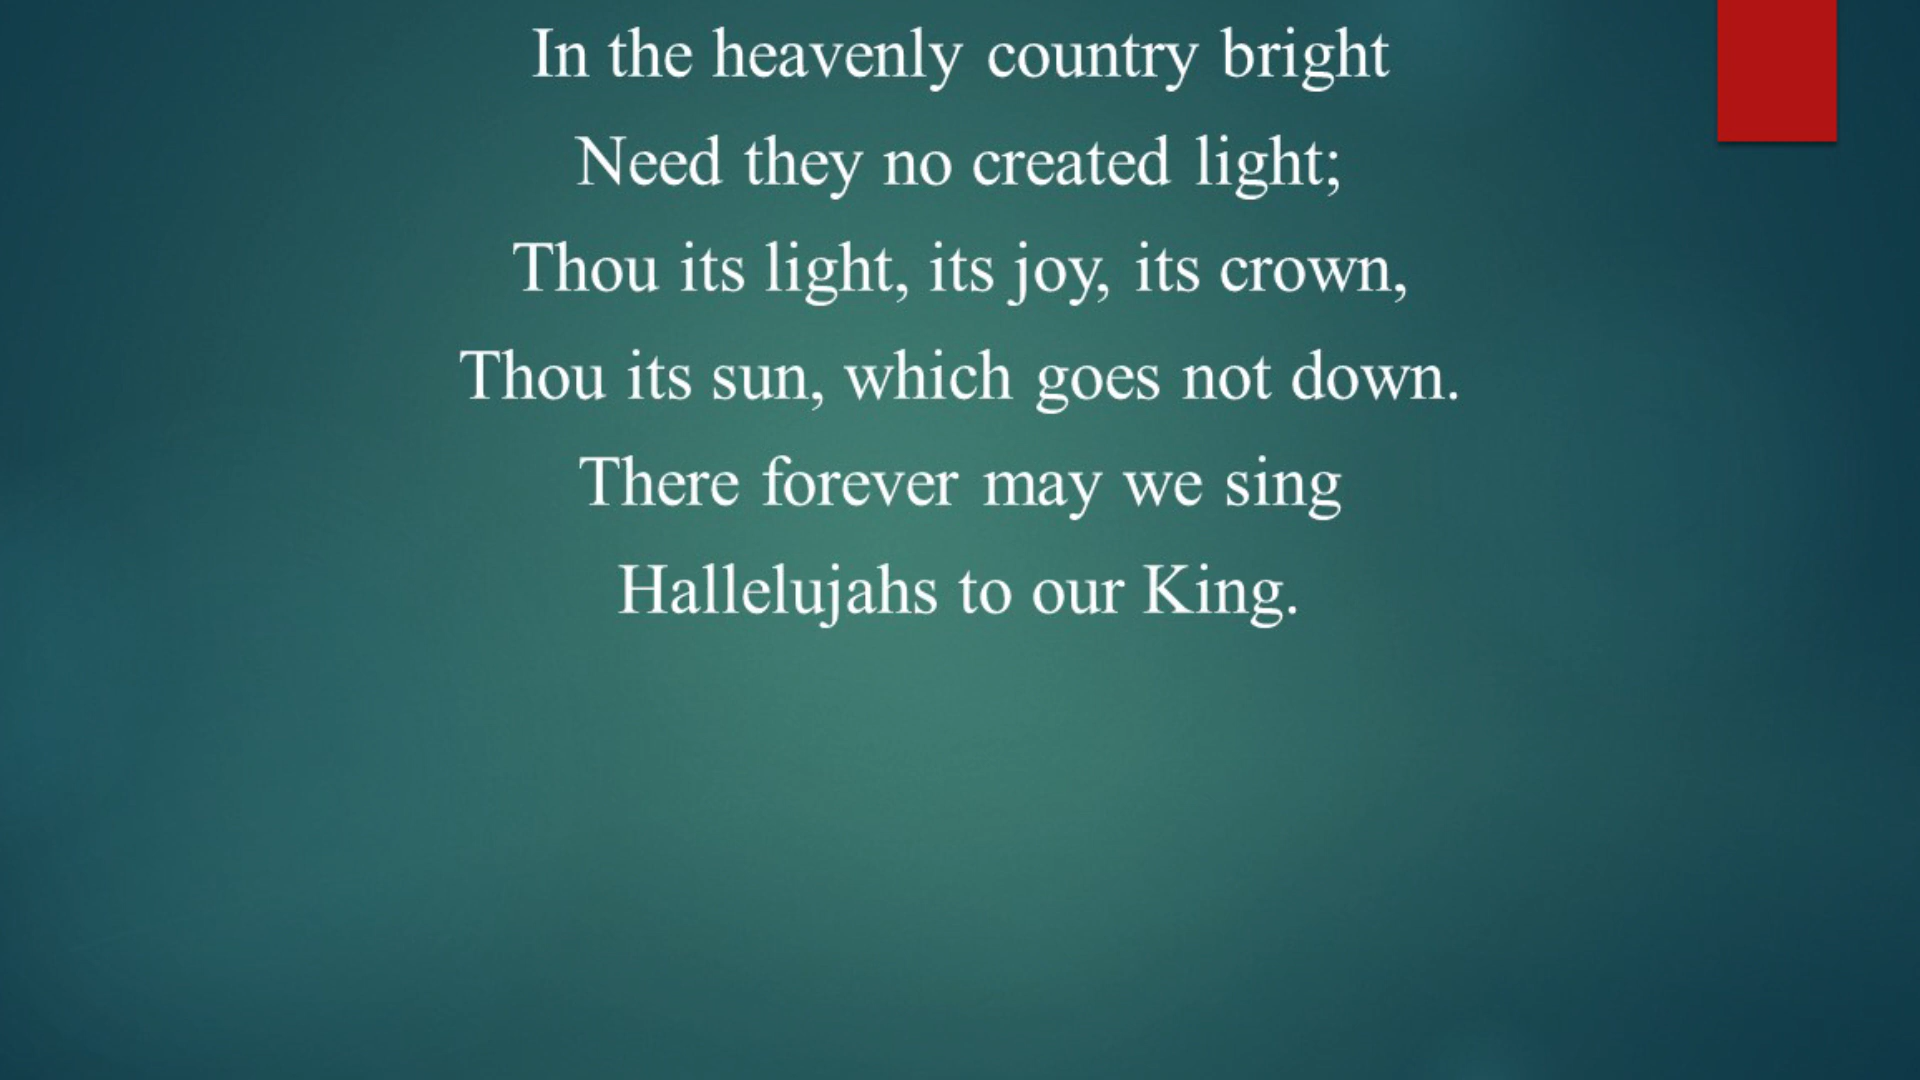 In the heavenly country bright
Need they no created light;
Thou its light, its joy, its crown,
Thou its sun, which goes not down.
There forever may we sing
Hallelujahs to our King.